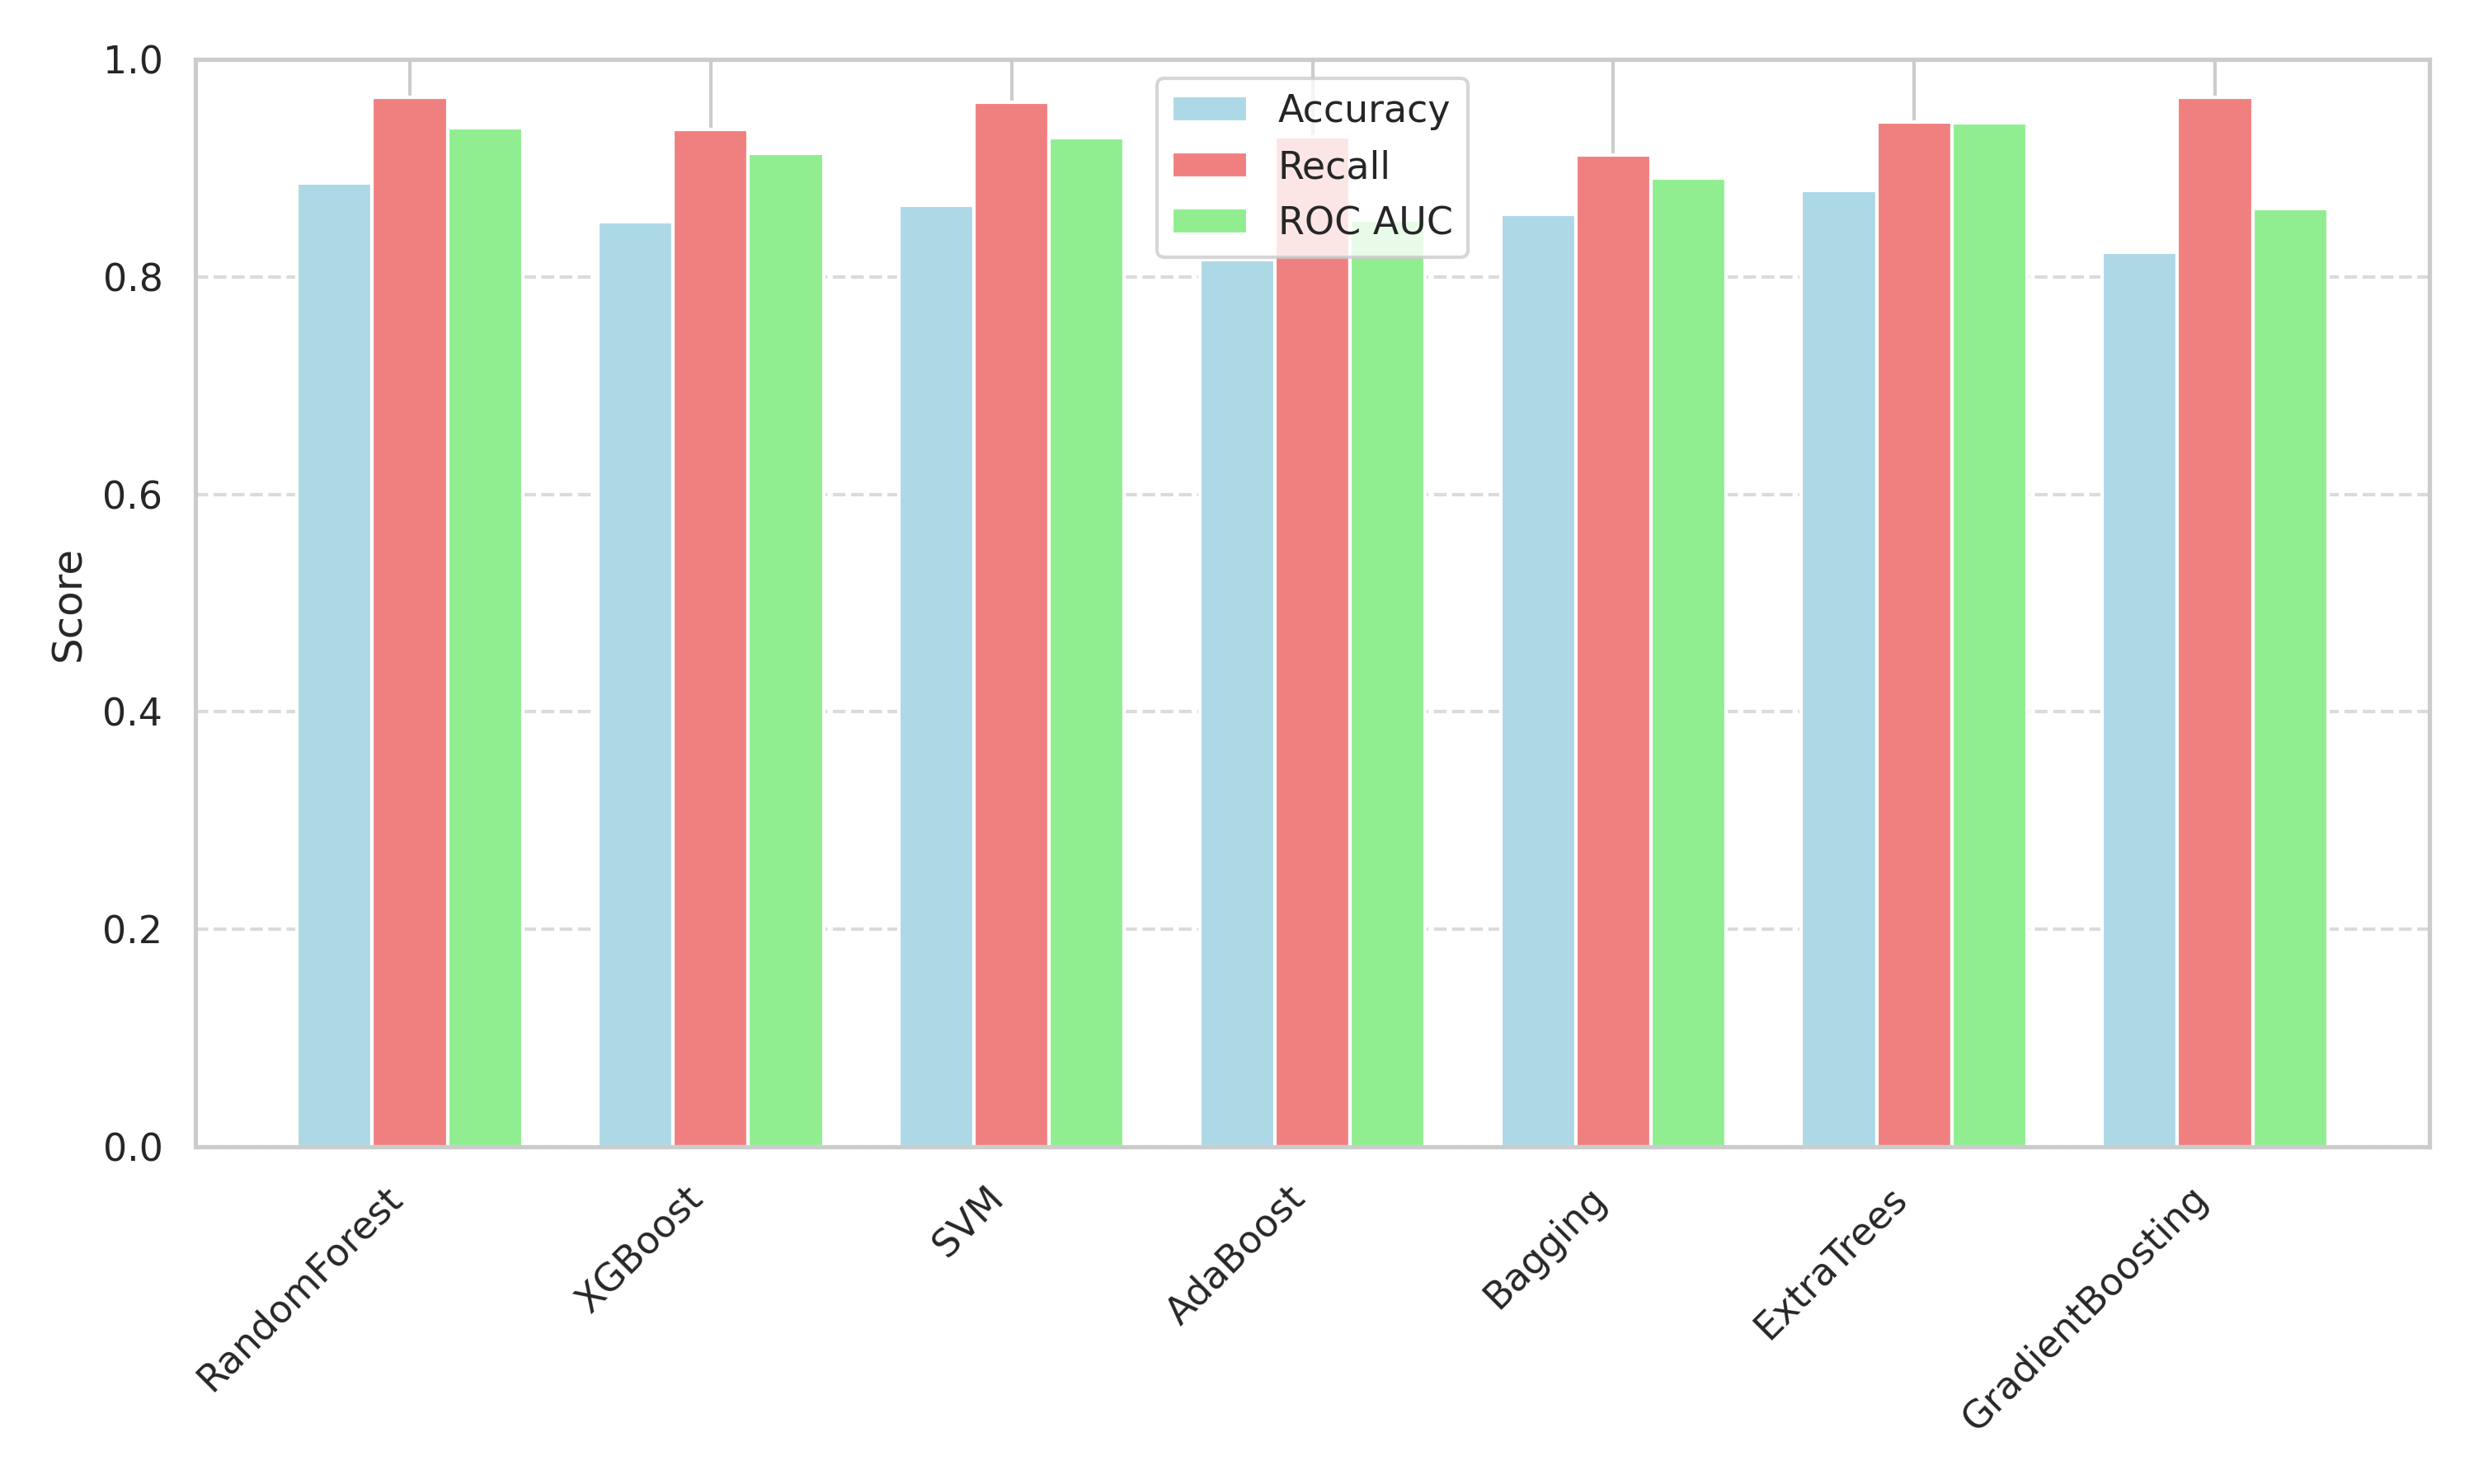 1.0
0.8
0.6
0.4
0.2
0.0
Score
Accuracy
Recall
ROC AUC
RandomForest
XGBoost
SVM
AdaBoost
Bagging
ExtraTrees
GradientBoosting